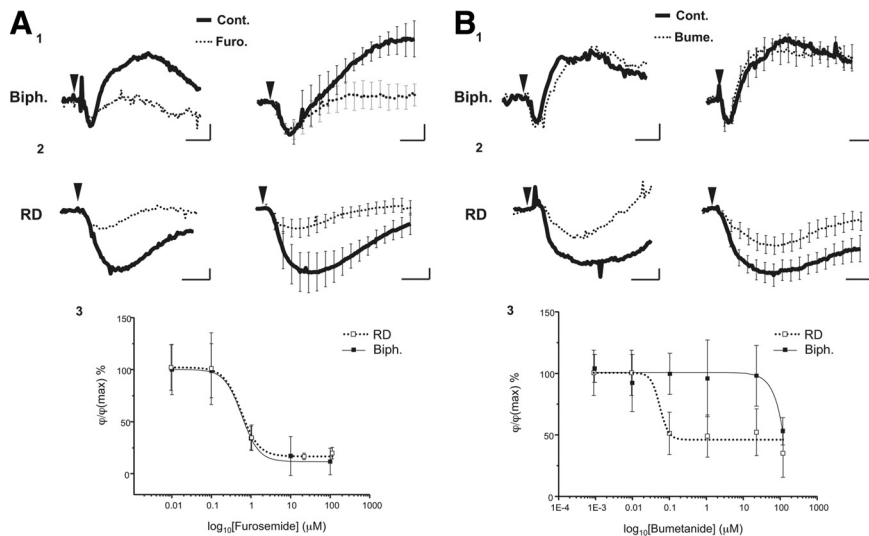 A
1
Cont.
Furo.
Biph.
2
RD
3
150
100
50
0
φ/φ(max) %
RD
Biph.
0.01 0.1 1 10 100 1000
log10[Furosemide] (μM)
B
1
Cont.
Bume.
Biph.
2
RD
3
150
100
50
0
φ/φ(max) %
RD
Biph.
1E-4 1E-3 0.01 0.1 1 10 100 1000
log10[Bumetanide] (μM)